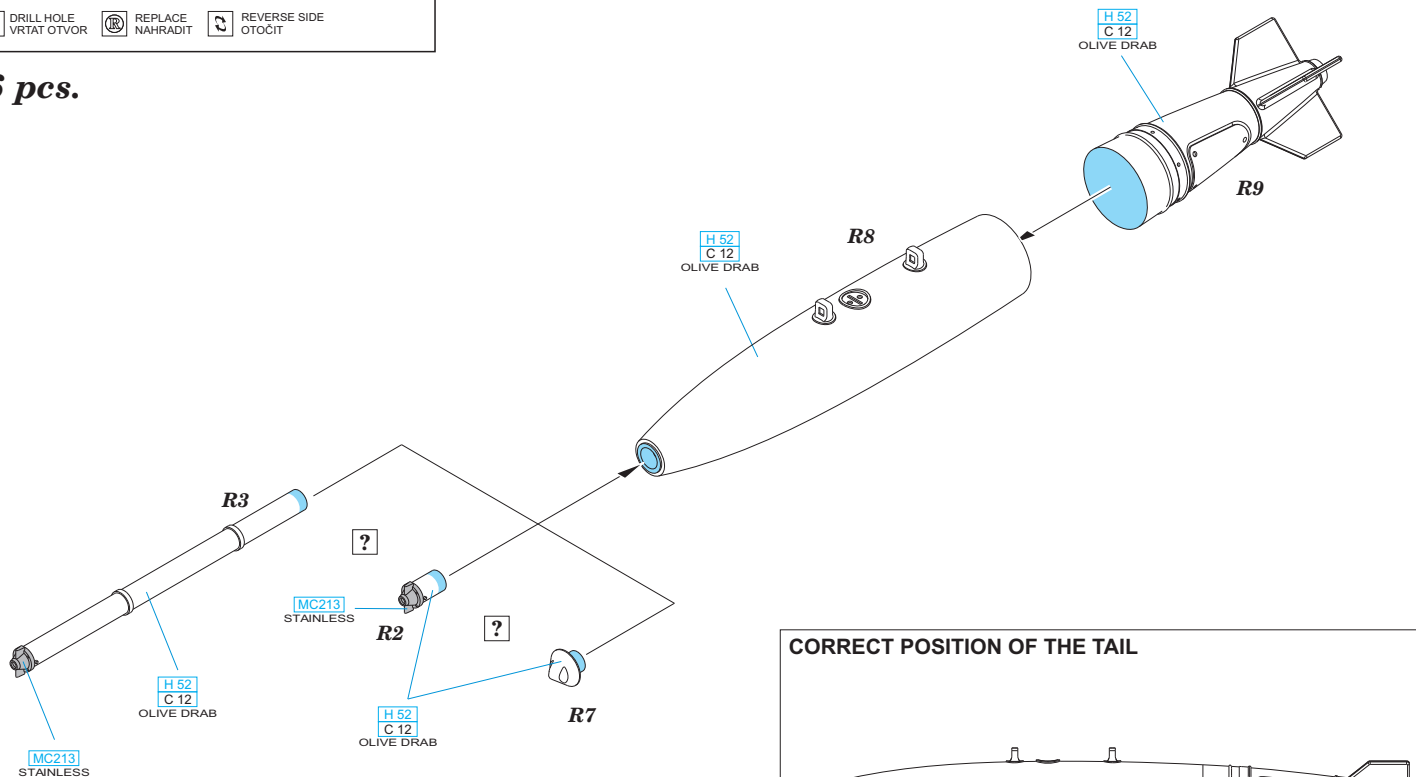 DRILL HOLE
VRTAT OTVOR
REPLACE
NAHRADIT
REVERSE SIDE
OTOČIT
pcs.
H 52
C 12
OLIVE DRAB
R9
R8
H 52
C 12
OLIVE DRAB
R3
?
MC213
STAINLESS
R2
?
R7
H 52
C 12
OLIVE DRAB
H 52
C 12
OLIVE DRAB
MC213
STAINLESS
CORRECT POSITION OF THE TAIL